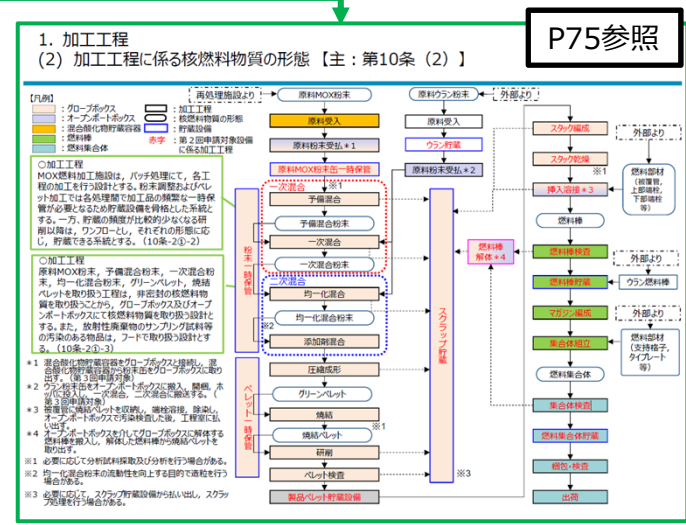 P75参照
1. 加工工程
(2) 加工工程に係る核燃料物質の形態【主：第10条（2）】
【凡例】
：グローブボックス
：オープンポートボックス
：混合酸化物貯蔵容器
：燃料棒
：燃料集合体
：加工工程
：核燃料物質の形態
：貯蔵設備
赤字：第２回申請対象設備
に係る加工工程
○加工工程
MOX燃料加工施設は，バッチ処理にて，各工
程の加工を行う設計とする。粉末調整およびペレ
ット加工では各処理間で加工品の頻繁な一時保
管が必要となるため貯蔵設備を骨格とした系統と
する。一方，貯蔵の頻度が比較的少なくなる研
削以降は，ワンフローとし，それぞれの形態に応
じ，貯蔵できる系統とする。（10条-2①-2）
○加工工程
原料MOX粉末，予備混合粉末，一次混合粉
末，均一化混合粉末，グリーンペレット，焼結
ペレットを取り扱う工程は，非密封の核燃料物
質を取り扱うことから，グローブボックス及びオープ
ンポートボックスにて核燃料物質を取り扱う設計と
する。また，放射性廃棄物のサンプリング試料等
の汚染のある物品は，フードで取り扱う設計とす
る。（10条-2①-3）
＊1 混合酸化物貯蔵容器をグローブボックスと接続し，混
合酸化物貯蔵容器から粉末缶をグローブボックスに取り
出す。（第３回申請対象）
＊2 ウラン粉末缶をオープンポートボックスに搬入，開梱，ホ
ッパに投入し，一次混合，二次混合に搬送する。（
第３回申請対象）
＊3 被覆管に焼結ペレットを収納し，端栓溶接，除染し，
オープンポートボックスで汚染検査した後，工程室に払
い出す。
＊4 オープンポートボックスを介してグローブボックスに解体する
燃料棒を搬入し，解体した燃料棒から焼結ペレットを
取り出す。
※1 必要に応じて分析試料採取及び分析を行う場合がある。
※2 均一化混合粉末の流動性を向上する目的で造粒を行う
場合がある。
※3 必要に応じて，スクラップ貯蔵設備から払い出し，スクラッ
プ処理を行う場合がある。
再処理施設より
原料MOX粉末
原料受入
原料粉末受払＊1
原料MOX粉末缶一時保管
※1
一次混合
予備混合
予備混合粉末
一次混合
一次混合粉末
二次混合
均一化混合
均一化混合粉末
※2
添加剤混合
粉末一時保管
圧縮成形
グリーンペレット
焼結
※1
焼結ペレット
研削
ペレット検査
製品ペレット貯蔵設備
ペレット一時保管
原料ウラン粉末
外部より
原料受入
ウラン貯蔵
原料粉末受払＊2
スクラップ貯蔵
※3
燃料棒
解体＊4
スタック編成
スタック乾燥
※1
挿入溶接＊3
燃料棒
燃料棒検査
燃料棒貯蔵
マガジン編成
集合体組立
燃料集合体
集合体検査
燃料集合体貯蔵
梱包・検査
出荷
外部より
燃料部材
（被覆管，
上部端栓，
下部端栓
等）
外部より
ウラン燃料棒
外部より
燃料部材
（支持格子，
タイプレート
等）